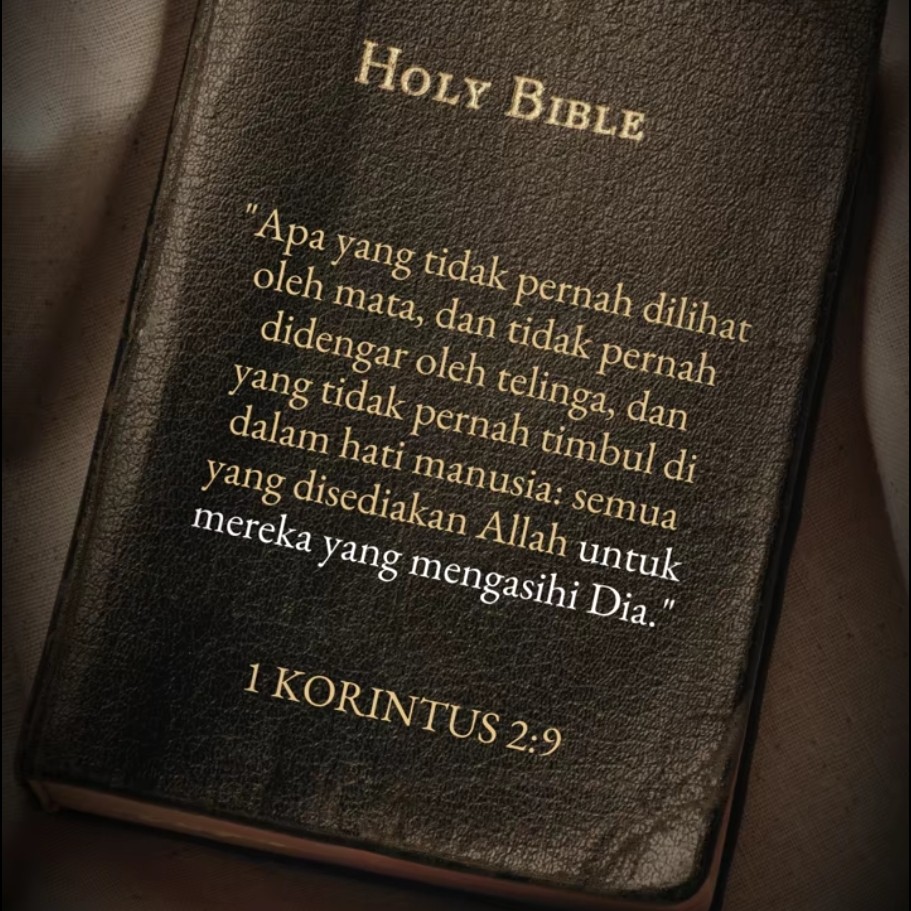 HOLY BIBLE
"Apa yang tidak pernah dilihat
oleh mata, dan tidak pernah
didengar oleh telinga, dan
yang tidak pernah timbul di
dalam hati manusia: semua
yang disediakan Allah untuk
mereka yang mengasihi Dia."
1 KORINTUS 2:9